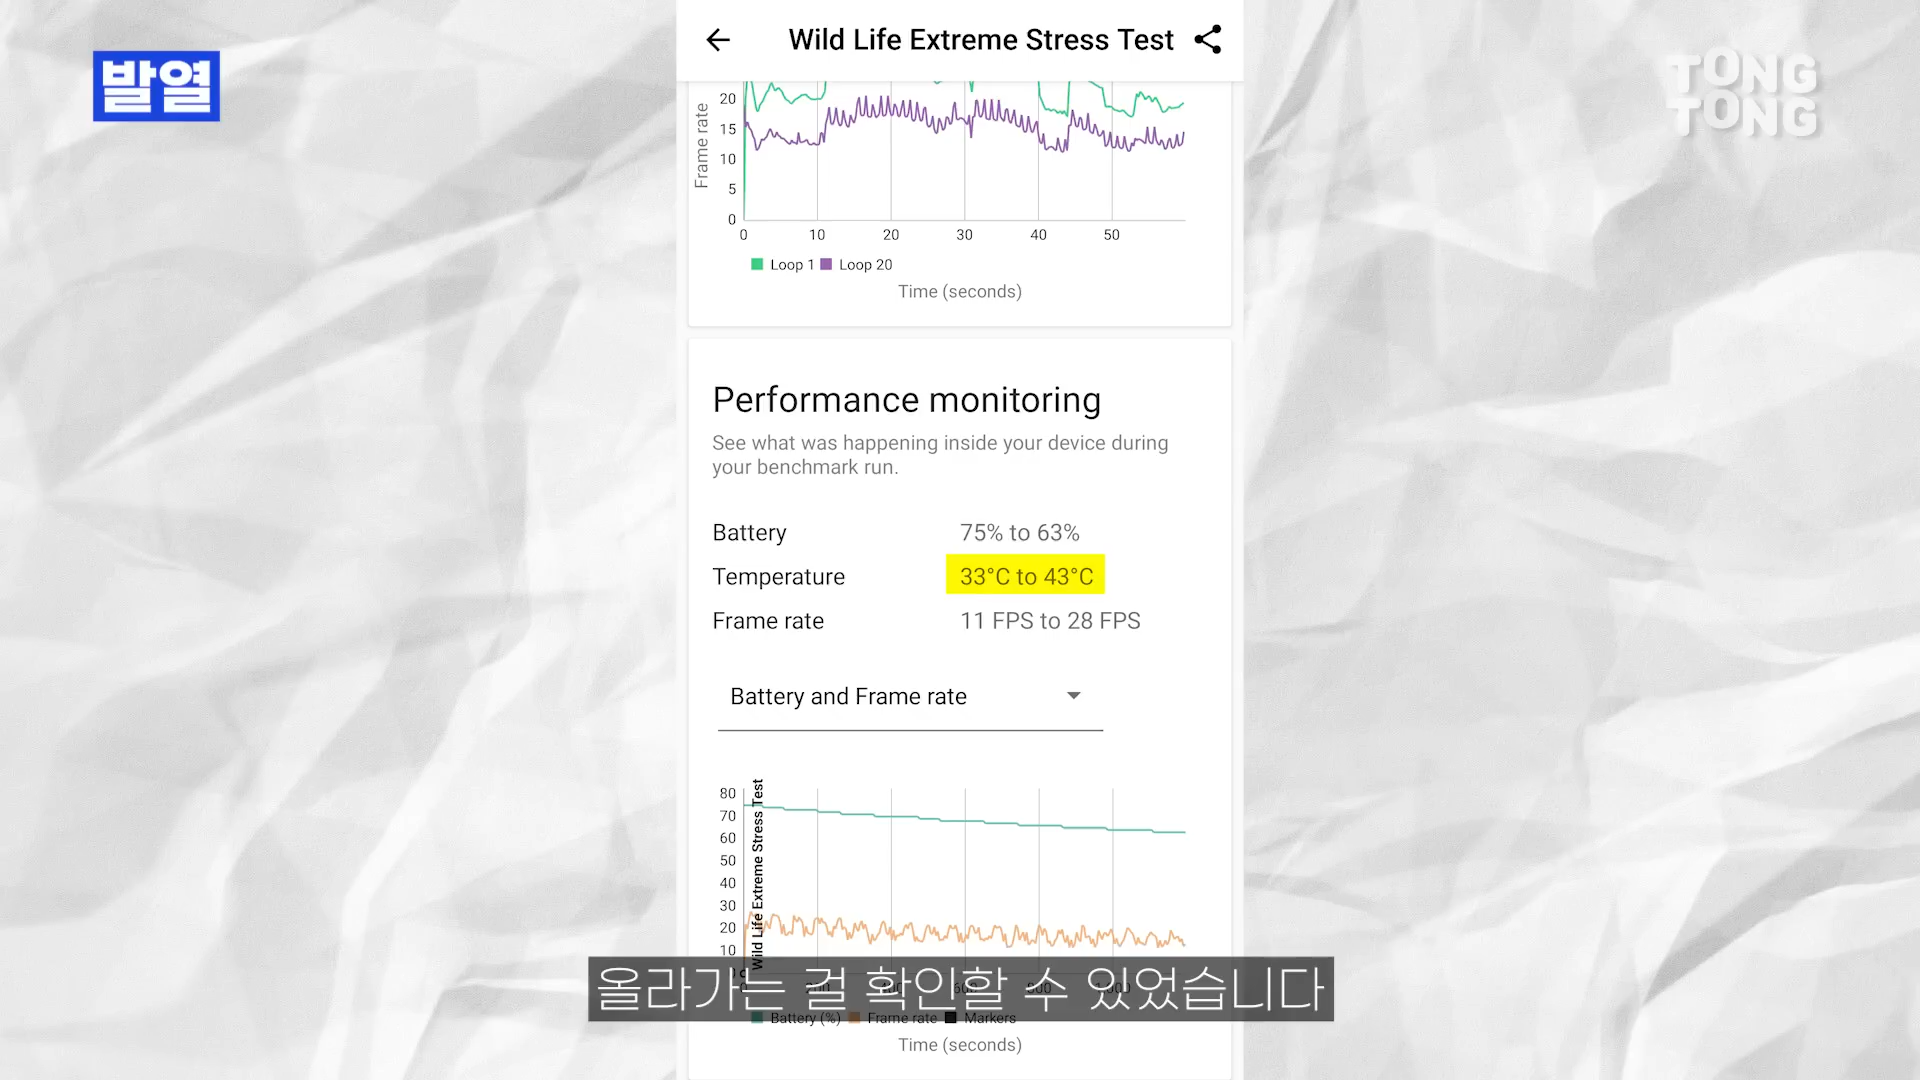 발열
TONG
TONG
Wild Life Extreme Stress Test
20
15
10
5
0
Frame rate
0 10 20 30 40 50
Loop 1 Loop 20
Time (seconds)
Performance monitoring
See what was happening inside your device during
your benchmark run.
Battery 75% to 63%
Temperature 33°C to 43°C
Frame rate 11 FPS to 28 FPS
Battery and Frame rate
80
70
60
50
40
30
20
10
0
Wild Life Extreme Stress Test
올라가는 걸 확인할 수 있었습니다
Battery (%) Frame rate Markers
Time (seconds)